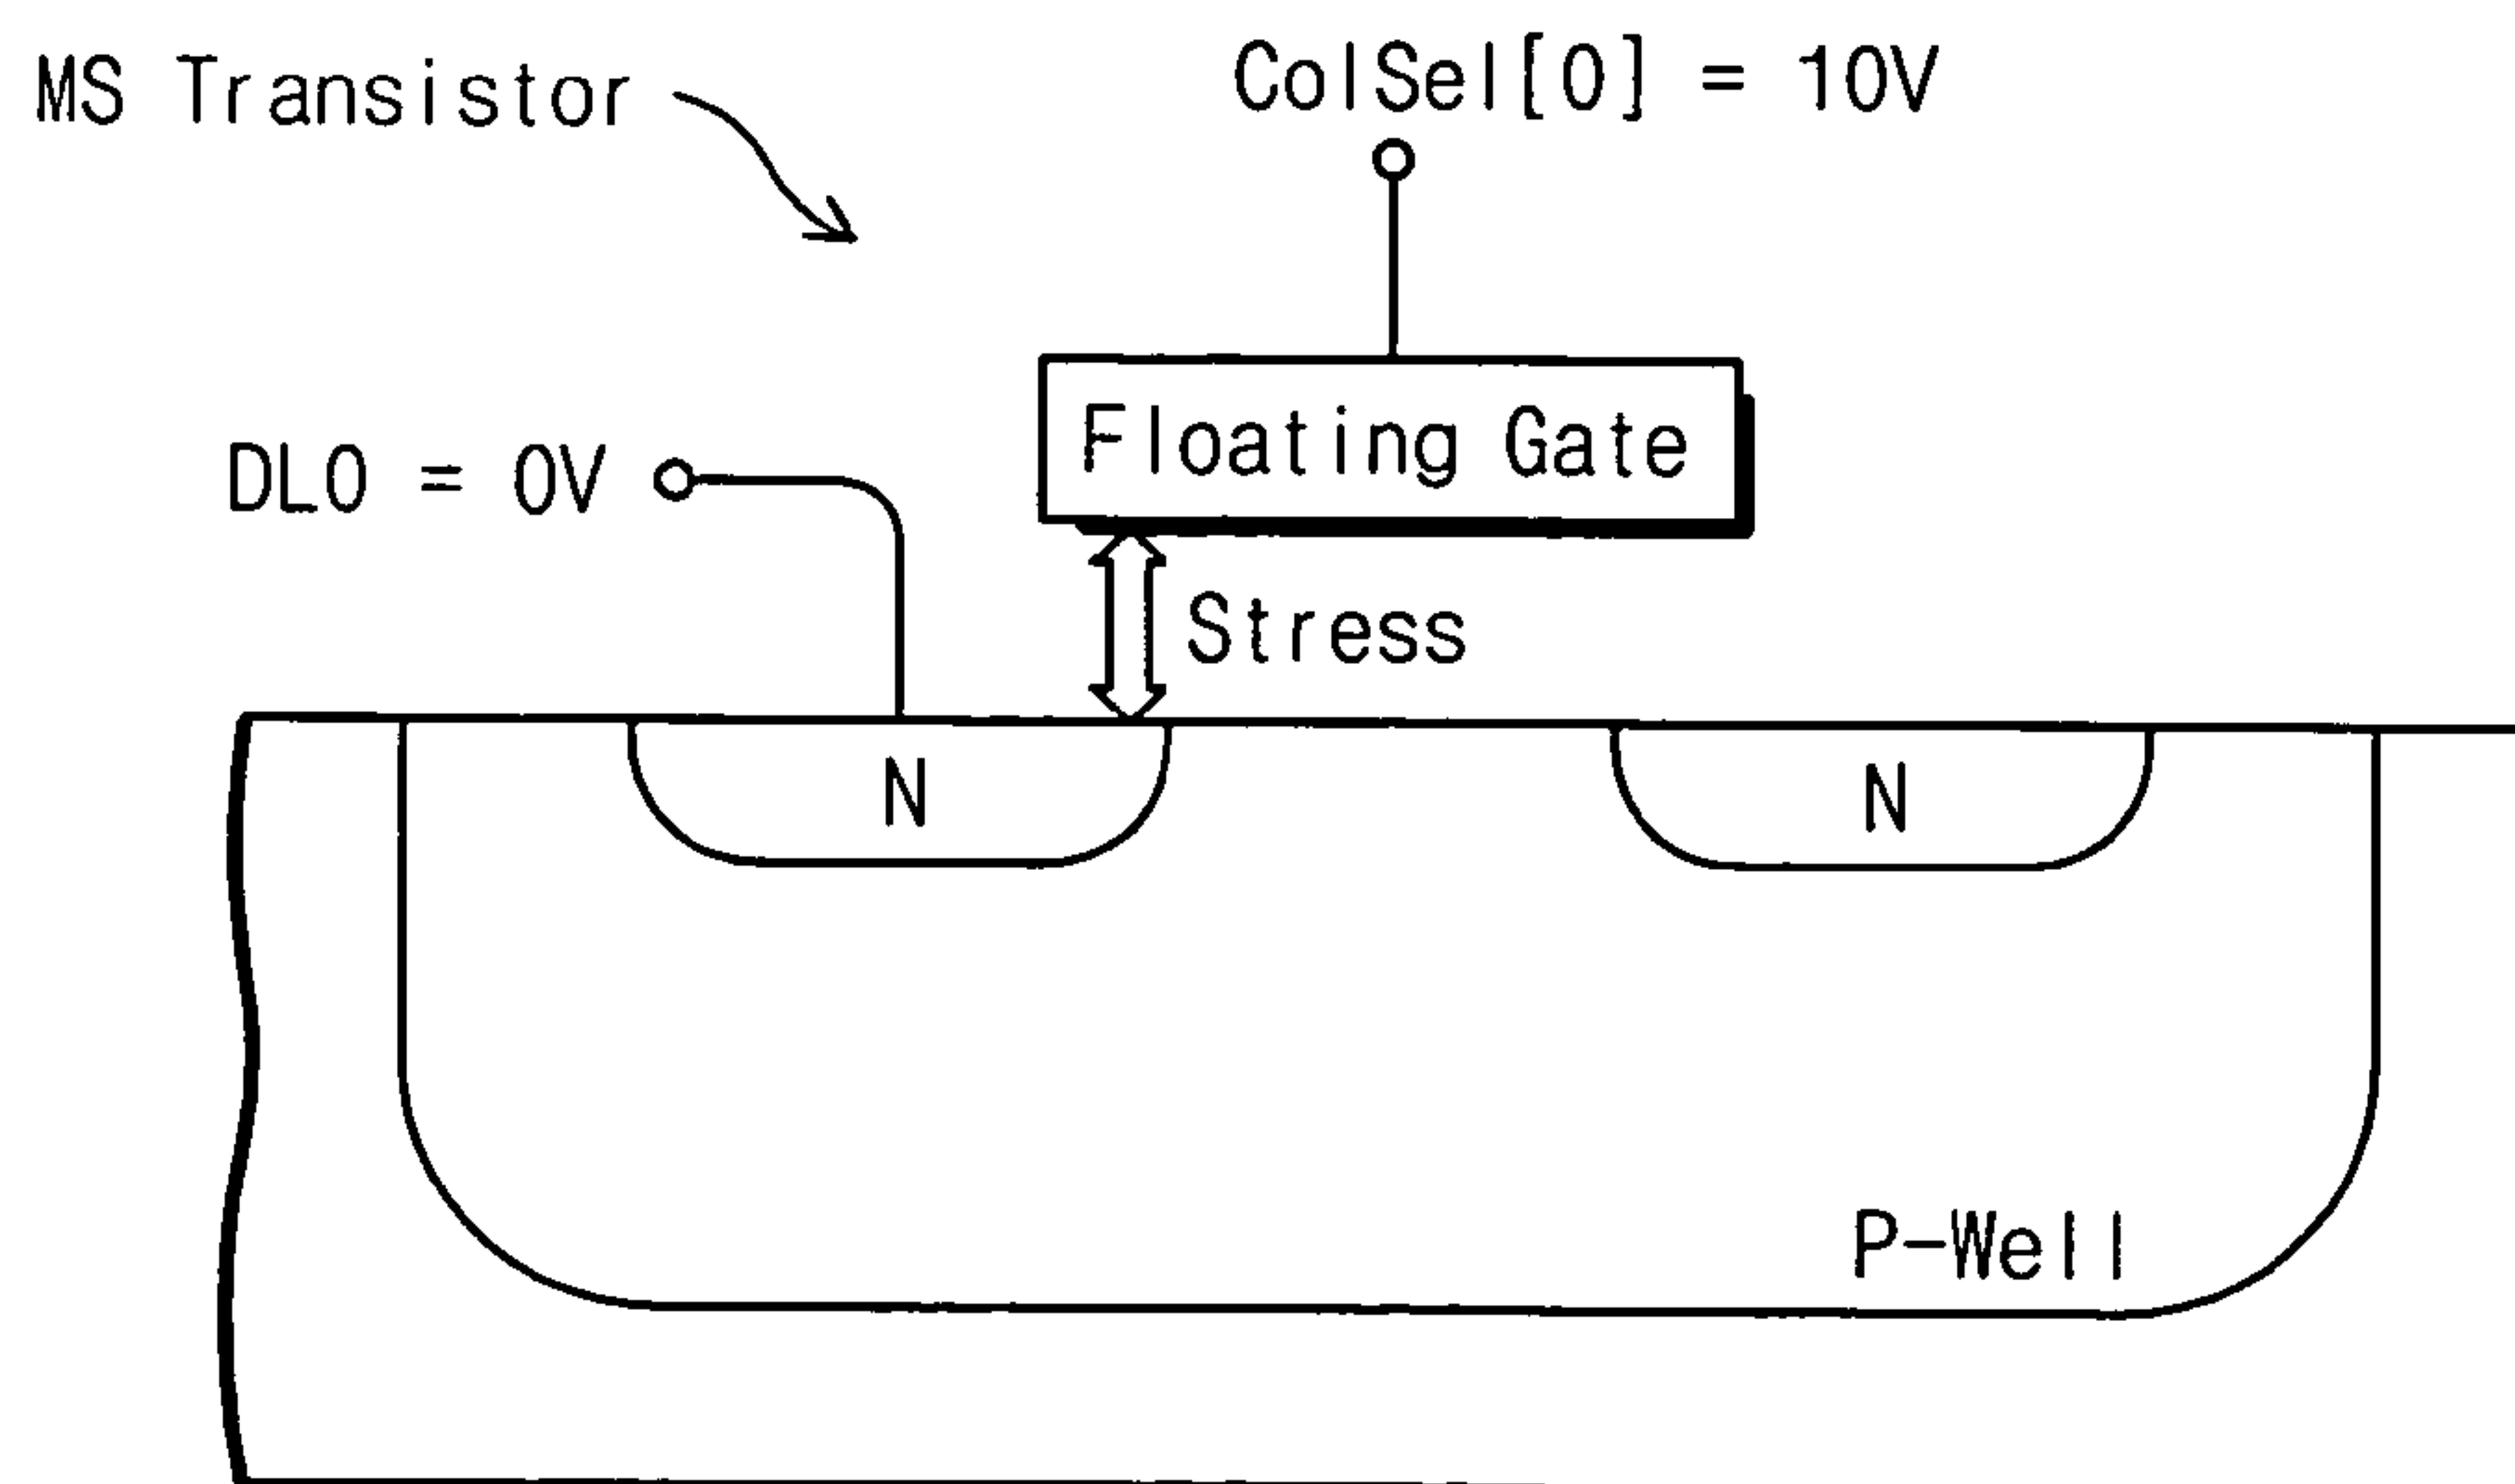 MS Transistor
ColSel[0] = 10V
Floating Gate
DL0 = 0V
Stress
N
N
P-Well